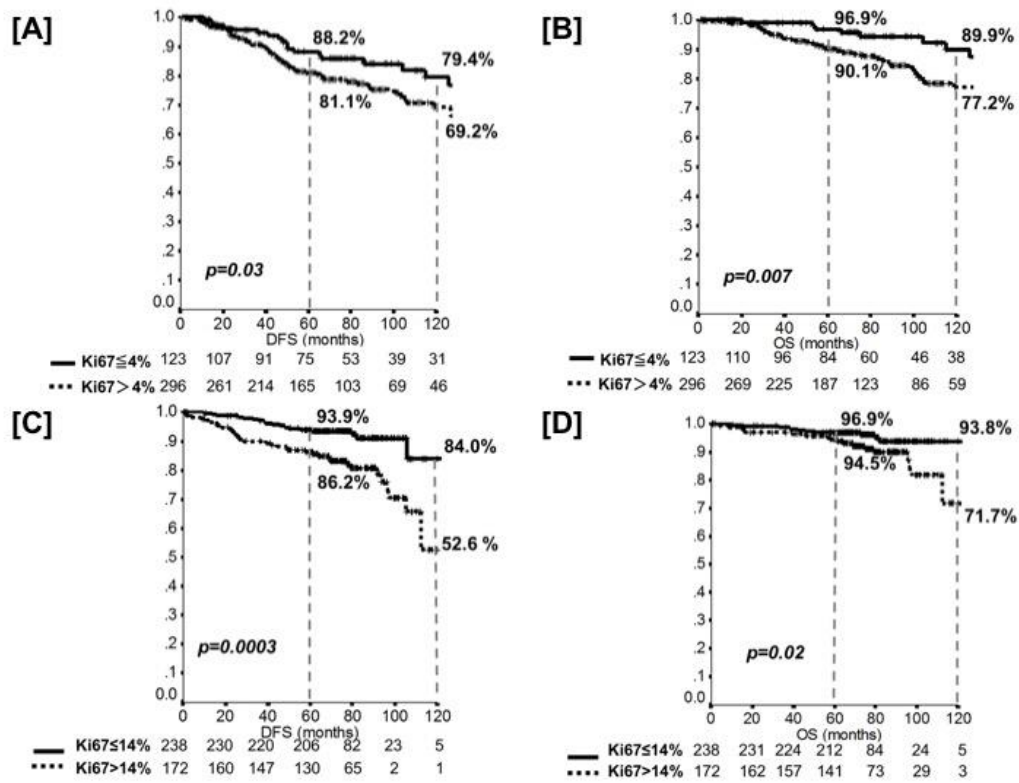 [A]
1.0
.9
.8
.7
.6
.5
.4
.3
.2
.1
0.0
88.2%
79.4%
81.1%
69.2%
p=0.03
0 20 40 60 80 100 120
DFS (months)
Ki67≦4% 123 107 91 75 53 39 31
Ki67>4% 296 261 214 165 103 69 46
[B]
1.0
.9
.8
.7
.6
.5
.4
.3
.2
.1
0.0
96.9%
89.9%
90.1%
77.2%
p=0.007
0 20 40 60 80 100 120
OS (months)
Ki67≦4% 123 110 96 84 60 46 38
Ki67>4% 296 269 225 187 123 86 59
[C]
1.0
.9
.8
.7
.6
.5
.4
.3
.2
.1
0.0
93.9%
84.0%
86.2%
52.6 %
p=0.0003
0 20 40 60 80 100 120
DFS (months)
Ki67≤14% 238 230 220 206 82 23 5
Ki67>14% 172 160 147 130 65 2 1
[D]
1.0
.9
.8
.7
.6
.5
.4
.3
.2
.1
0.0
96.9%
93.8%
94.5%
71.7%
p=0.02
0 20 40 60 80 100 120
OS (months)
Ki67≤14% 238 231 224 212 84 24 5
Ki67>14% 172 162 157 141 73 29 3